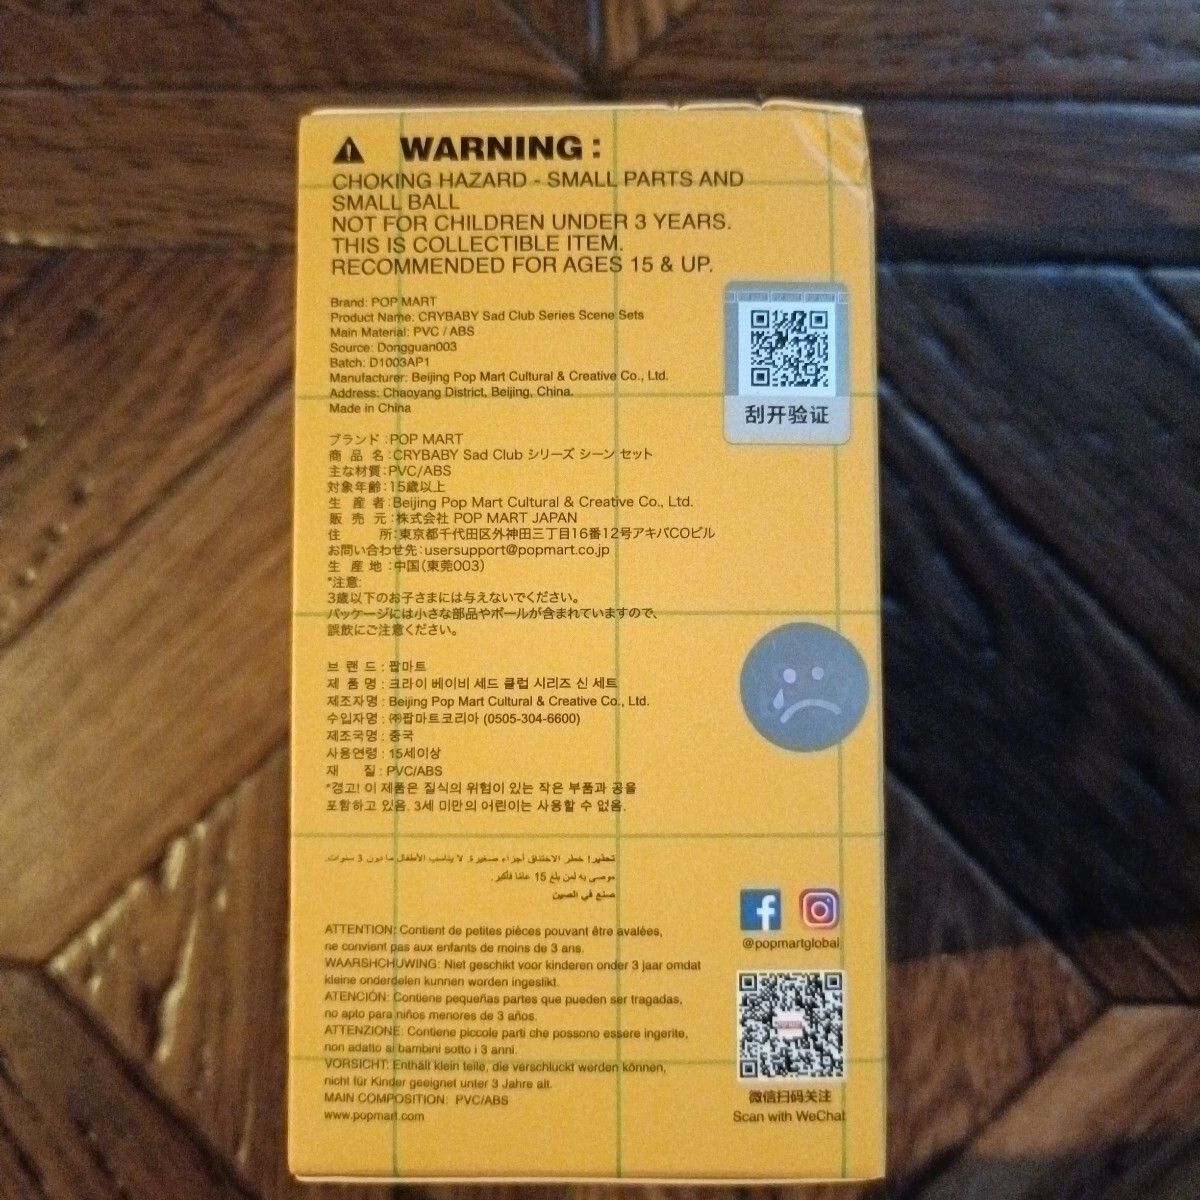 WARNING :
CHOKING HAZARD - SMALL PARTS AND
SMALL BALL
NOT FOR CHILDREN UNDER 3 YEARS.
THIS IS COLLECTIBLE ITEM.
RECOMMENDED FOR AGES 15 & UP.
Brand: POP MART
Product Name: CRYBABY Sad Club Series Scene Sets
Main Material: PVC / ABS
Source: Dongguan003
Batch: D1003AP1
Manufacturer: Beijing Pop Mart Cultural & Creative Co., Ltd.
Address: Chaoyang District, Beijing, China.
Made in China
刮开验证
ブランド:POP MART
商 品 名:CRYBABY Sad Club シリーズ シーン セット
主な材質:PVC/ABS
対象年齢:15歳以上
生 産 者:Beijing Pop Mart Cultural & Creative Co., Ltd.
販 売 元:株式会社 POP MART JAPAN
住 所:東京都千代田区外神田三丁目16番12号アキバCOビル
お問い合わせ先:usersupport@popmart.co.jp
生 産 地:中国(東莞003)
*注意:
3歳以下のお子さまには与えないでください。
パッケージには小さな部品やボールが含まれていますので、
誤飲にご注意ください。
브 랜 드 : 팝마트
제 품 명 : 크라이 베이비 세드 클럽 시리즈 신 세트
제조자명 : Beijing Pop Mart Cultural & Creative Co., Ltd.
수입자명 : ㈜팝마트코리아 (0505-304-6600)
제조국명 : 중국
사용연령 : 15세이상
재 질 : PVC/ABS
*경고! 이 제품은 질식의 위험이 있는 작은 부품과 공을
포함하고 있음. 3세 미만의 어린이는 사용할 수 없음.
تحذير! خطر الاختناق أجزاء صغيرة. لا يناسب الأطفال ما دون 3 سنوات.
موصى به لمن بلغ 15 عامًا فأكبر.
صنع في الصين
ATTENTION: Contient de petites pièces pouvant être avalées,
ne convient pas aux enfants de moins de 3 ans.
WAARSHCHUWING: Niet geschikt voor kinderen onder 3 jaar omdat
kleine onderdelen kunnen worden ingeslikt.
ATENCIÓN: Contiene pequeñas partes que pueden ser tragadas,
no apto para niños menores de 3 años.
ATTENZIONE: Contiene piccole parti che possono essere ingerite,
non adatto ai bambini sotto i 3 anni.
VORSICHT: Enthält klein teile, die verschluckt werden können,
nicht für Kinder geeignet unter 3 Jahre alt.
MAIN COMPOSITION: PVC/ABS
www.popmart.com
@popmartglobal
微信扫码关注
Scan with WeChat